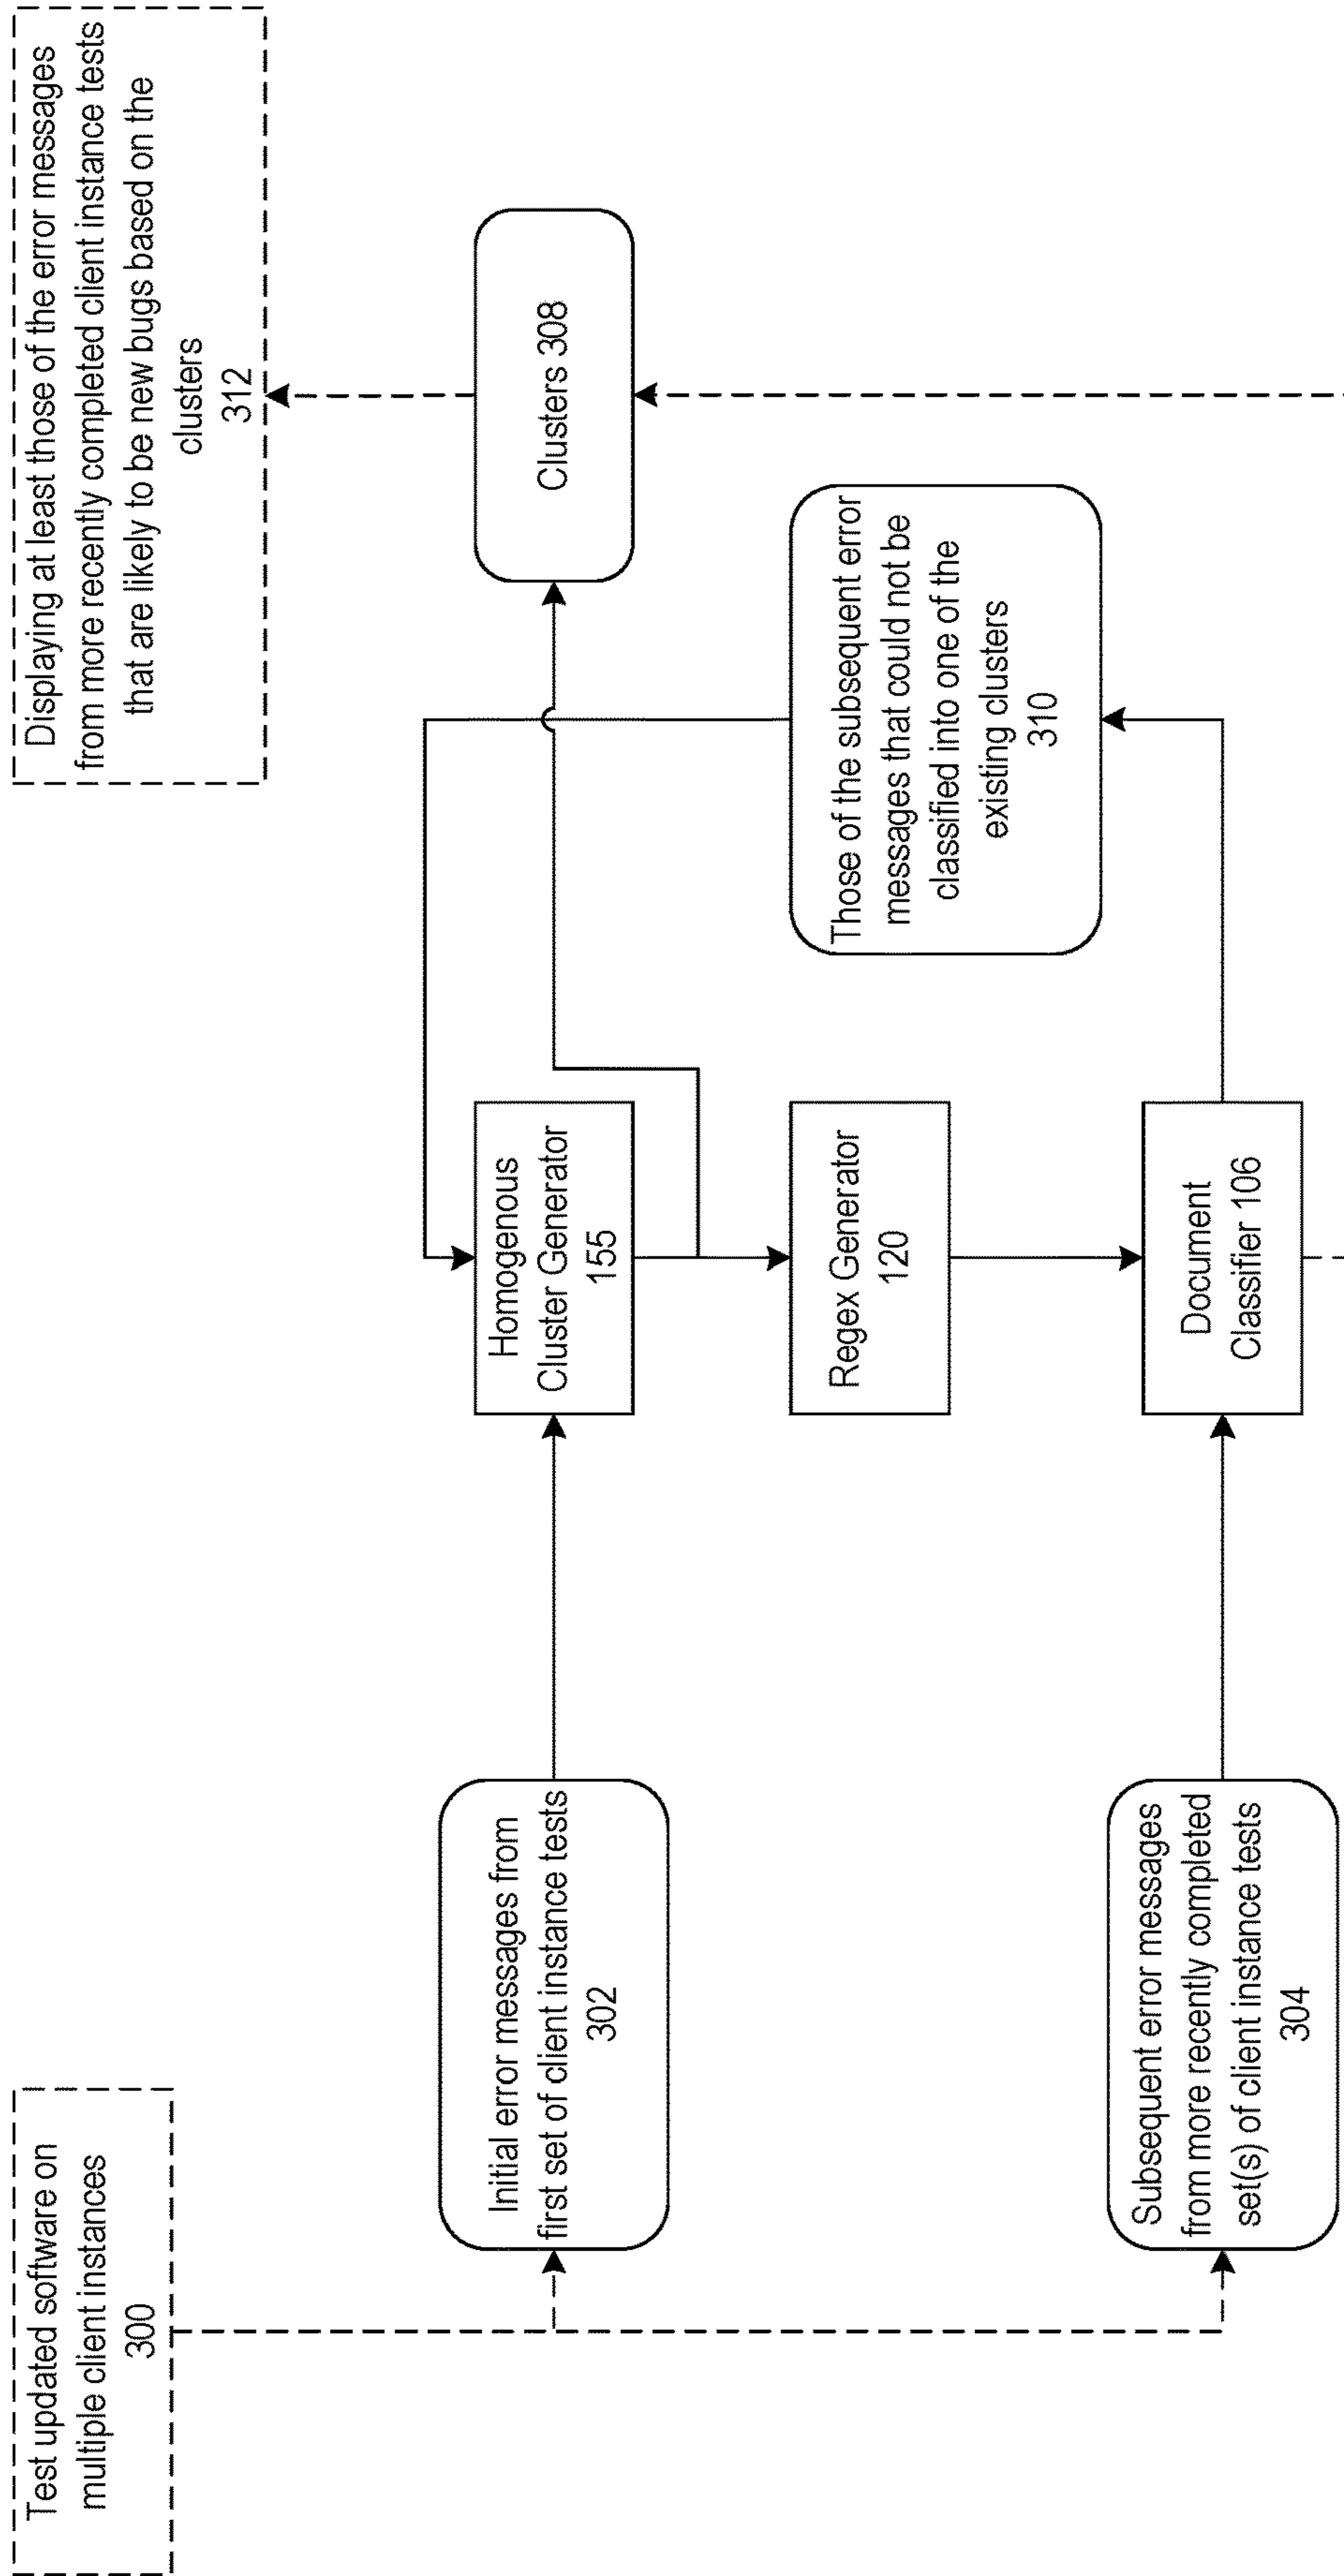 Test updated software on
multiple client instances
300
Initial error messages from
first set of client instance tests
302
Subsequent error messages
from more recently completed
set(s) of client instance tests
304
Homogenous
Cluster Generator
155
Regex Generator
120
Document
Classifier 106
Those of the subsequent error
messages that could not be
classified into one of the
existing clusters
310
Clusters 308
Displaying at least those of the error messages
from more recently completed client instance tests
that are likely to be new bugs based on the
clusters
312